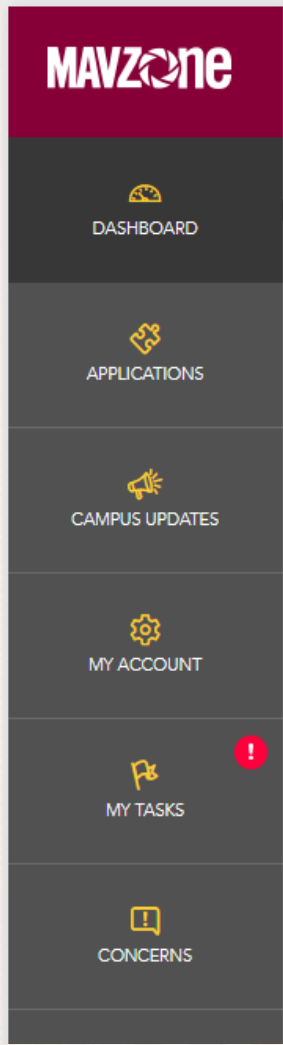 MAVZONE
DASHBOARD
APPLICATIONS
CAMPUS UPDATES
MY ACCOUNT
!
MY TASKS
CONCERNS